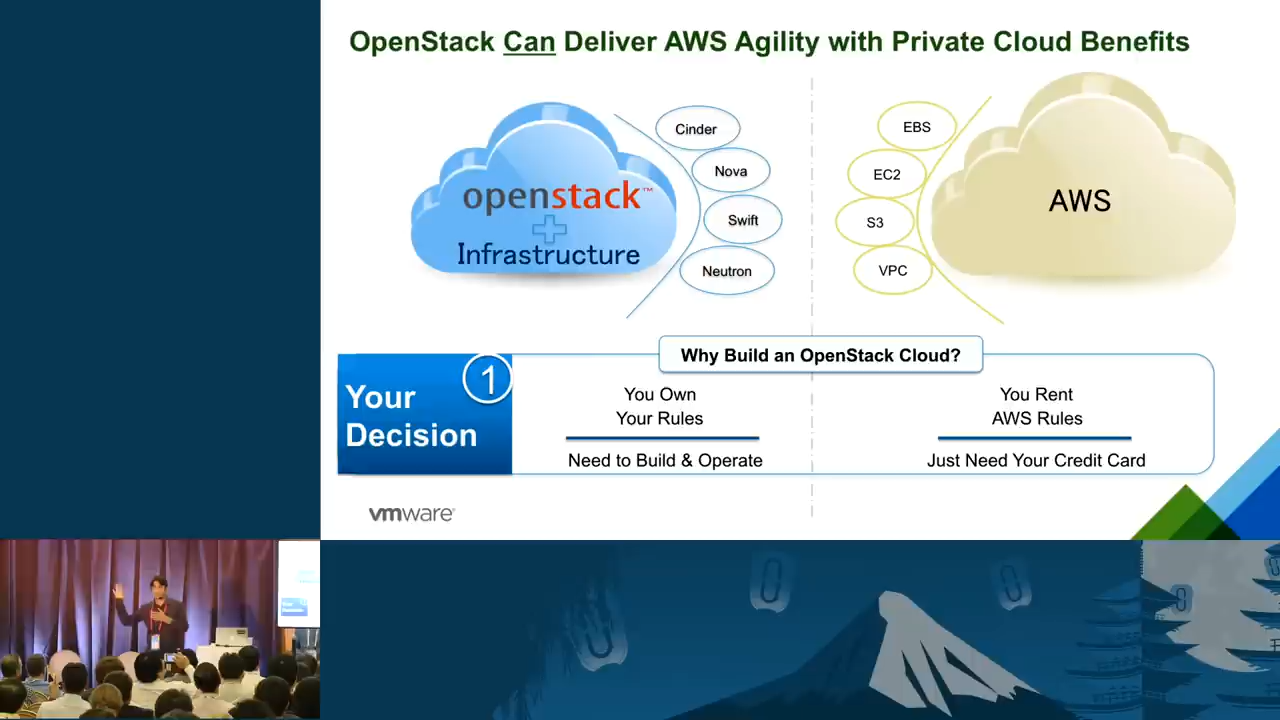 OpenStack Can Deliver AWS Agility with Private Cloud Benefits
openstack™
Infrastructure
Cinder
Nova
Swift
Neutron
EBS
EC2
S3
VPC
AWS
Why Build an OpenStack Cloud?
Your
Decision
1
You Own
Your Rules
Need to Build & Operate
You Rent
AWS Rules
Just Need Your Credit Card
vmware